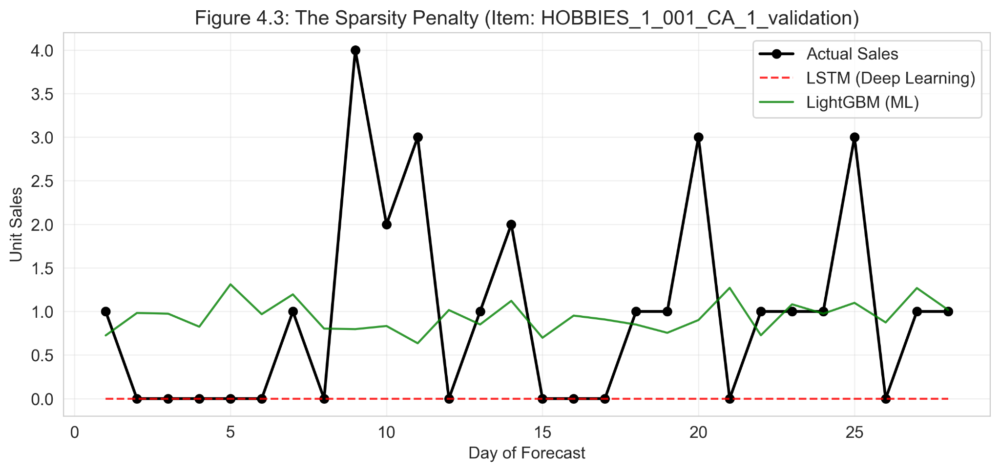 Figure 4.3: The Sparsity Penalty (Item: HOBBIES_1_001_CA_1_validation)
Actual Sales
LSTM (Deep Learning)
LightGBM (ML)
Unit Sales
4.0
3.5
3.0
2.5
2.0
1.5
1.0
0.5
0.0
0 5 10 15 20 25
Day of Forecast